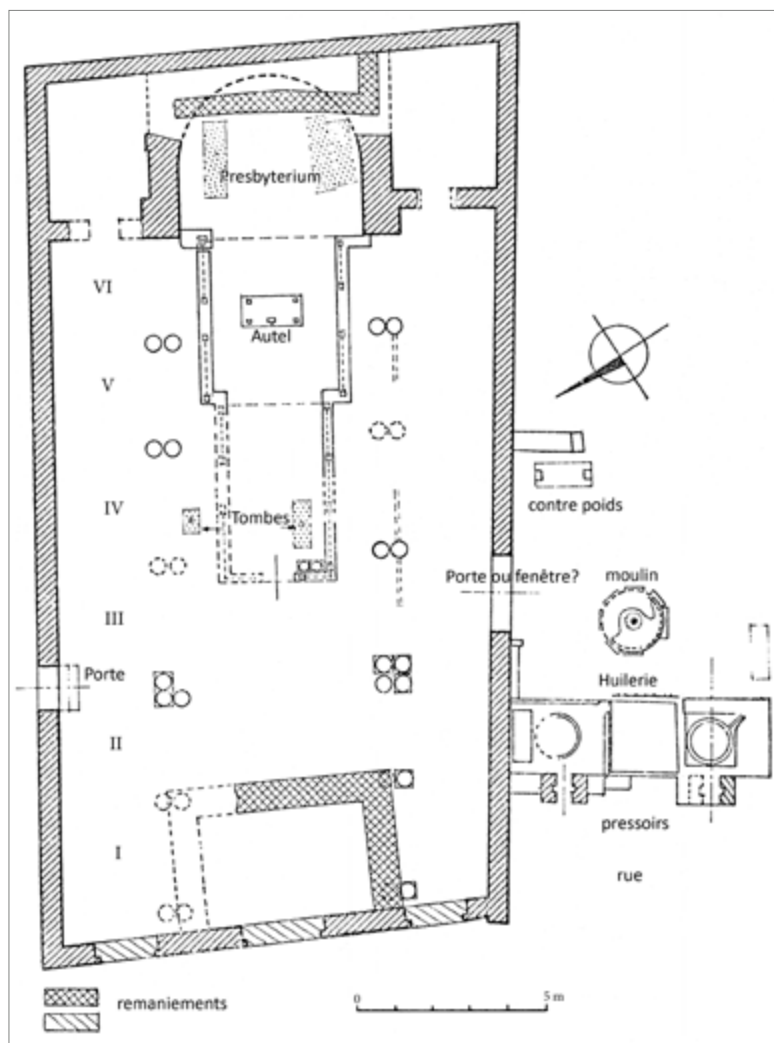 Presbyterium
VI
Autel
V
contre poids
IV
Tombes
Porte ou fenêtre?
moulin
III
Porte
Huilerie
II
pressoirs
I
rue
remaniements
0
5 m